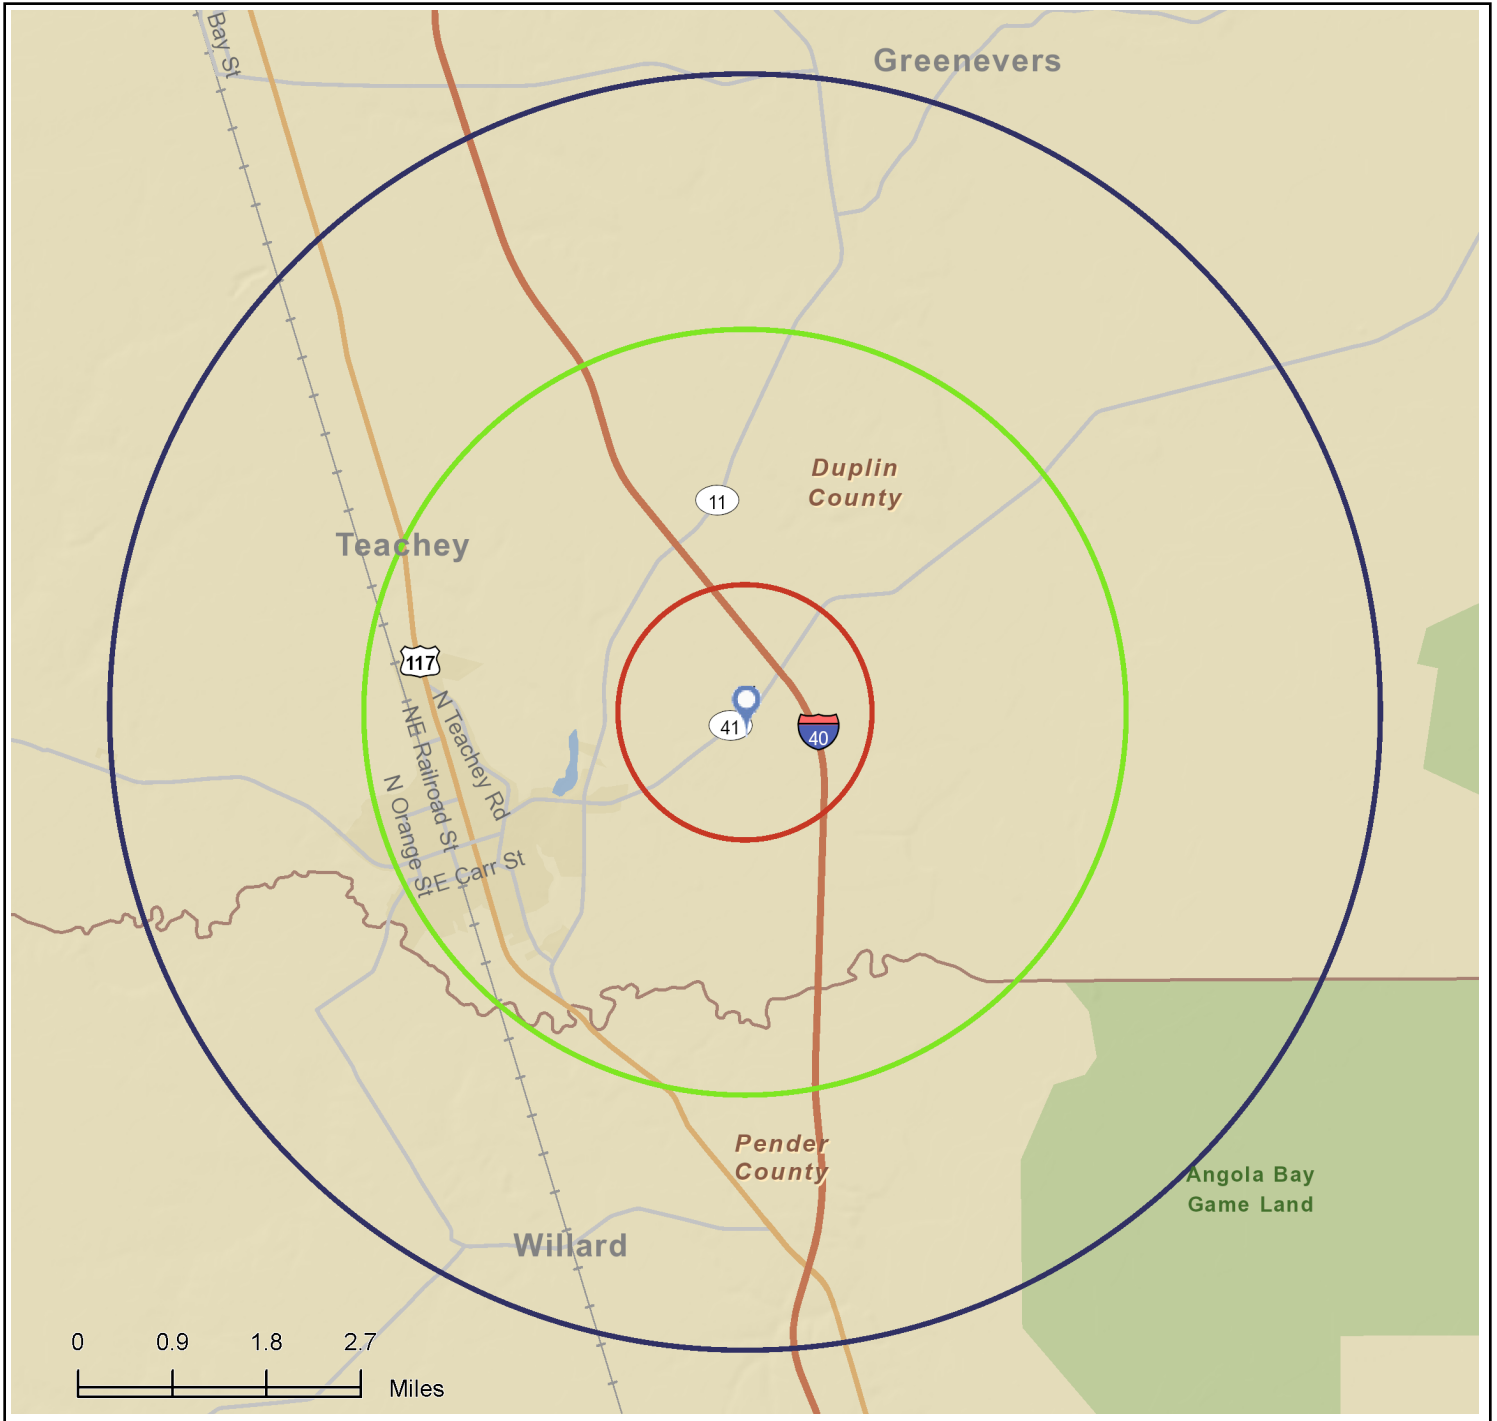 Bay St
Greenevers
Duplin
County
11
Teachey
117
N Teachey Rd
NE Railroad St
N Orange St
E Carr St
41
40
Pender
County
Angola Bay
Game Land
Willard
0 0.9 1.8 2.7
Miles